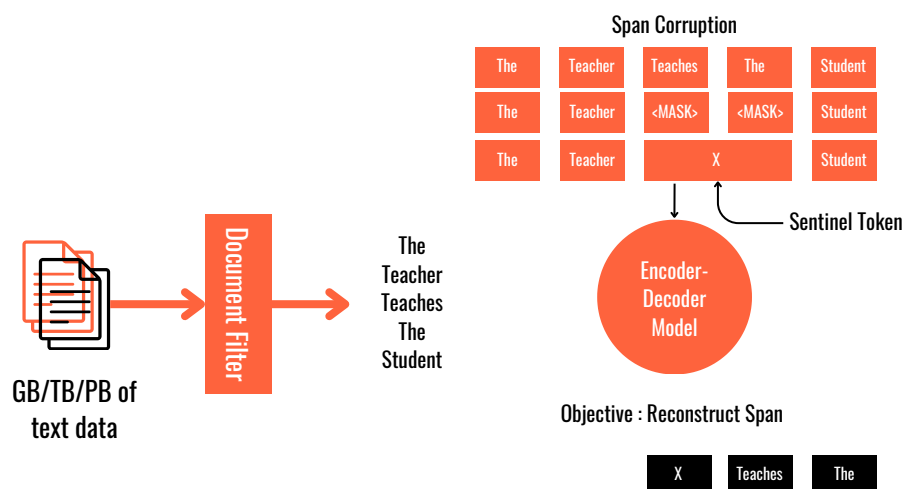 Span Corruption
The Teacher Teaches The Student
The Teacher <MASK> <MASK> Student
The Teacher X Student
Sentinel Token
Document Filter
The
Teacher
Teaches
The
Student
GB/TB/PB of
text data
Encoder-
Decoder
Model
Objective : Reconstruct Span
X Teaches The